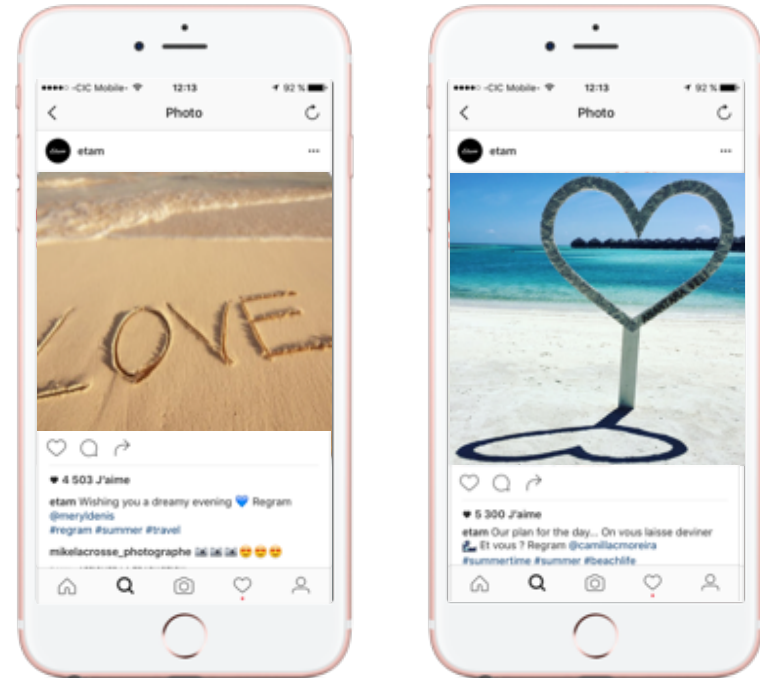 -CIC Mobile- 12:13 92 %
Photo
etam
LOVE
4 503 J'aime
etam Wishing you a dreamy evening 💙 Regram
@meryldenis
#regram #summer #travel
mikelacrosse_photographe 😍😍😍
-CIC Mobile- 12:13 92 %
Photo
etam
5 300 J'aime
etam Our plan for the day... On vous laisse deviner
Et vous ? Regram @camillacmoreira
#summertime #summer #beachlife